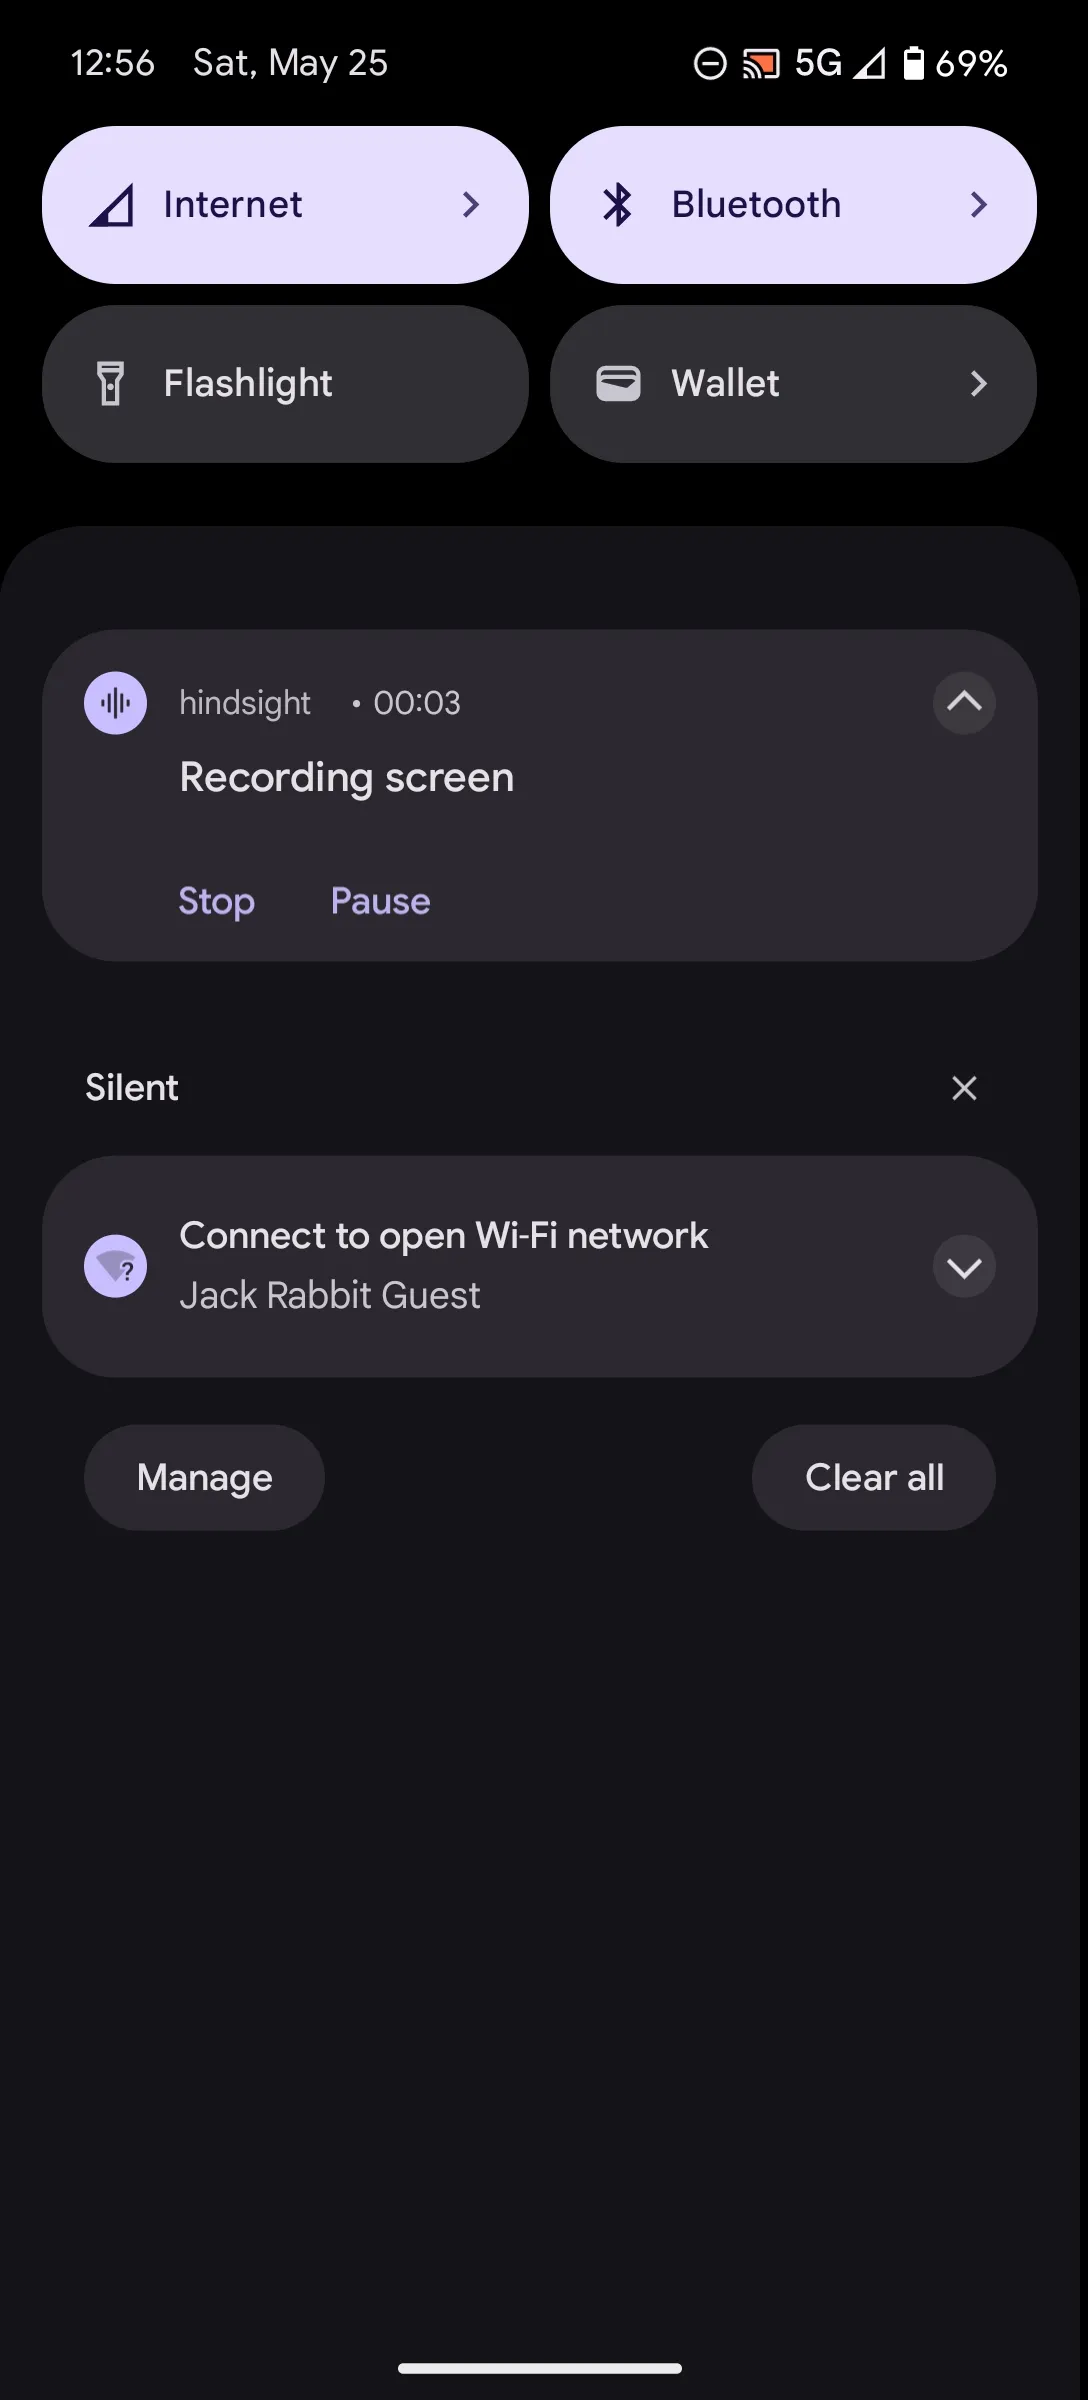 12:56 Sat, May 25 5G 69%
Internet Bluetooth
Flashlight Wallet
hindsight • 00:03
Recording screen
Stop Pause
Silent
Connect to open Wi-Fi network
Jack Rabbit Guest
Manage Clear all